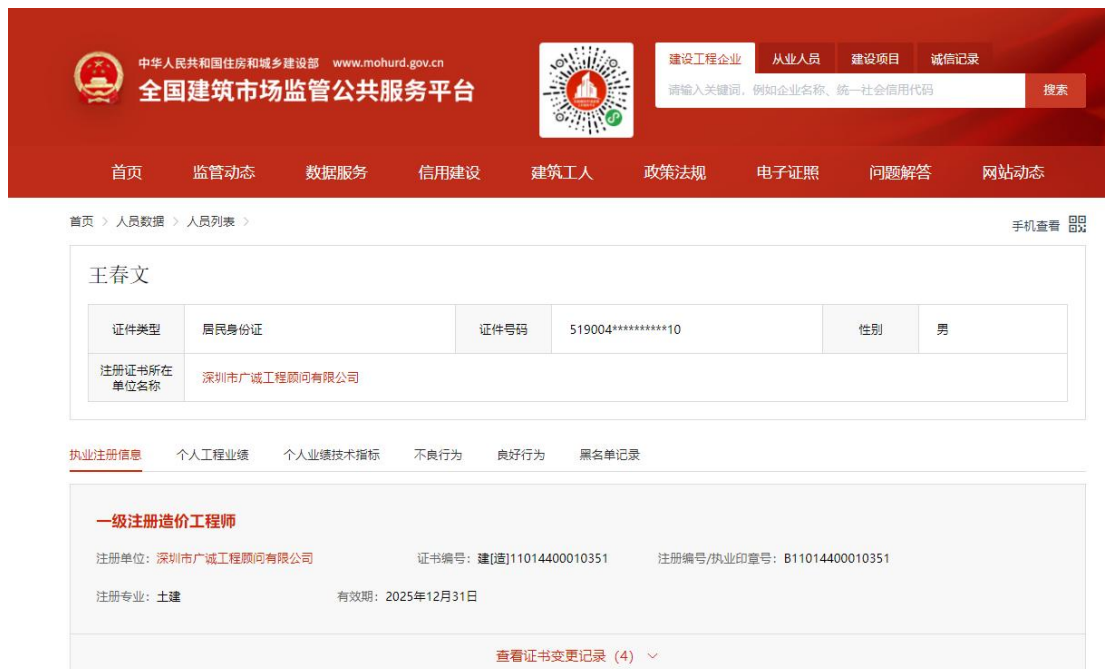 中华人民共和国住房和城乡建设部 www.mohurd.gov.cn
全国建筑市场监管公共服务平台
建设工程企业 从业人员 建设项目 诚信记录
请输入关键词，例如企业名称、统一社会信用代码 搜索
首页 监管动态 数据服务 信用建设 建筑工人 政策法规 电子证照 问题解答 网站动态
首页 > 人员数据 > 人员列表 >
手机查看
王春文
证件类型 居民身份证 证件号码 519004**********10 性别 男
注册证书所在
单位名称
深圳市广诚工程顾问有限公司
执业注册信息 个人工程业绩 个人业绩技术指标 不良行为 良好行为 黑名单记录
一级注册造价工程师
注册单位：深圳市广诚工程顾问有限公司 证书编号：建[造]11014400010351 注册编号/执业印章号：B11014400010351
注册专业：土建 有效期：2025年12月31日
查看证书变更记录（4）